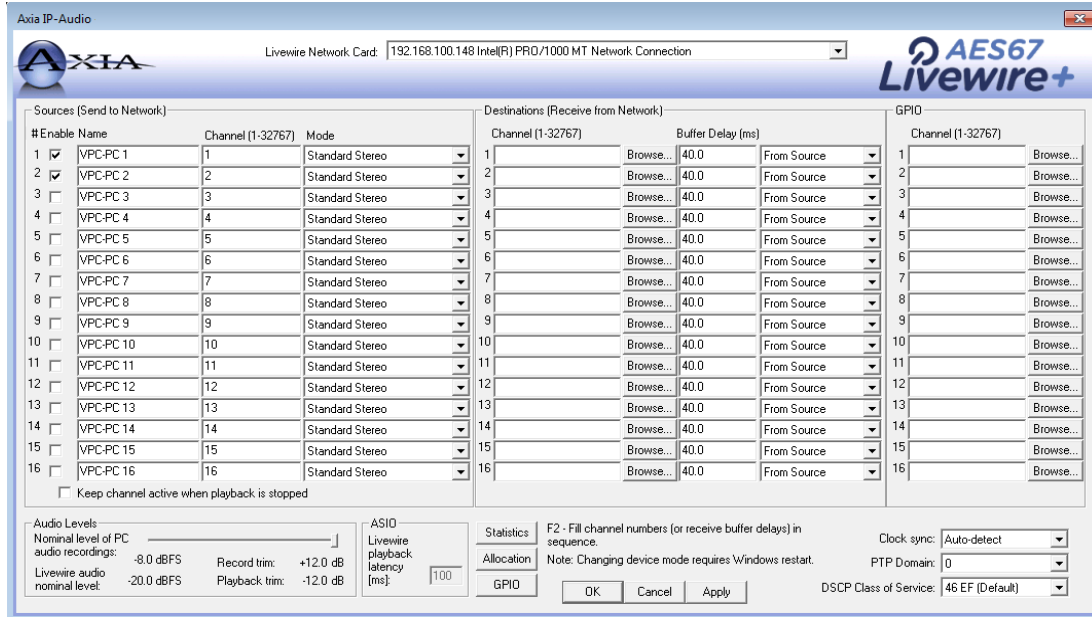 Axia IP-Audio
AXIA
Livewire Network Card: 192.168.100.148 Intel(R) PRO/1000 MT Network Connection
AES67
Livewire+
Sources (Send to Network)
Destinations (Receive from Network)
GPIO
# Enable Name Channel (1-32767) Mode Channel (1-32767) Buffer Delay (ms) Channel (1-32767)
1 VPC-PC 1 1 Standard Stereo 1 Browse... 40.0 From Source 1 Browse...
2 VPC-PC 2 2 Standard Stereo 2 Browse... 40.0 From Source 2 Browse...
3 VPC-PC 3 3 Standard Stereo 3 Browse... 40.0 From Source 3 Browse...
4 VPC-PC 4 4 Standard Stereo 4 Browse... 40.0 From Source 4 Browse...
5 VPC-PC 5 5 Standard Stereo 5 Browse... 40.0 From Source 5 Browse...
6 VPC-PC 6 6 Standard Stereo 6 Browse... 40.0 From Source 6 Browse...
7 VPC-PC 7 7 Standard Stereo 7 Browse... 40.0 From Source 7 Browse...
8 VPC-PC 8 8 Standard Stereo 8 Browse... 40.0 From Source 8 Browse...
9 VPC-PC 9 9 Standard Stereo 9 Browse... 40.0 From Source 9 Browse...
10 VPC-PC 10 10 Standard Stereo 10 Browse... 40.0 From Source 10 Browse...
11 VPC-PC 11 11 Standard Stereo 11 Browse... 40.0 From Source 11 Browse...
12 VPC-PC 12 12 Standard Stereo 12 Browse... 40.0 From Source 12 Browse...
13 VPC-PC 13 13 Standard Stereo 13 Browse... 40.0 From Source 13 Browse...
14 VPC-PC 14 14 Standard Stereo 14 Browse... 40.0 From Source 14 Browse...
15 VPC-PC 15 15 Standard Stereo 15 Browse... 40.0 From Source 15 Browse...
16 VPC-PC 16 16 Standard Stereo 16 Browse... 40.0 From Source 16 Browse...
Keep channel active when playback is stopped
Audio Levels
Nominal level of PC
audio recordings: -8.0 dBFS Record trim: +12.0 dB
Livewire audio
nominal level: -20.0 dBFS Playback trim: -12.0 dB
ASIO
Livewire
playback
latency
[ms]: 100
Statistics
Allocation
GPIO
F2 - Fill channel numbers (or receive buffer delays) in
sequence.
Note: Changing device mode requires Windows restart.
OK Cancel Apply
Clock sync: Auto-detect
PTP Domain: 0
DSCP Class of Service: 46 EF (Default)